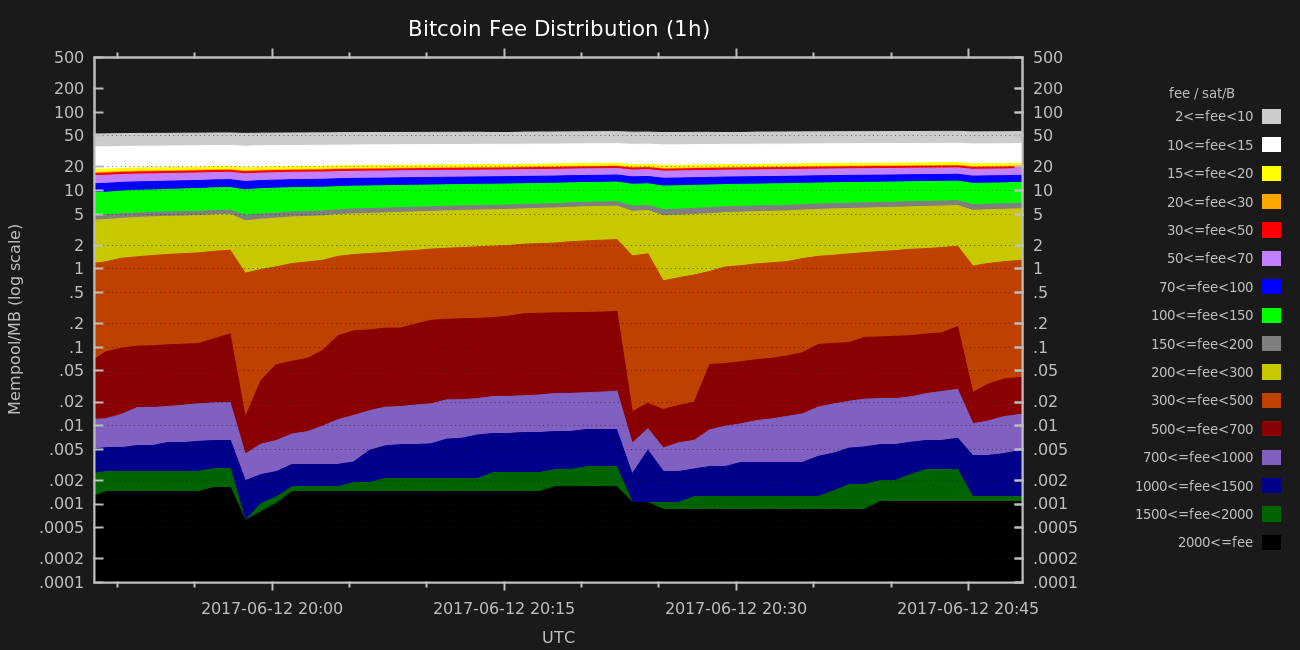 Bitcoin Fee Distribution (1h)
Mempool/MB (log scale)
500
200
100
50
20
10
5
2
1
.5
.2
.1
.05
.02
.01
.005
.002
.001
.0005
.0002
.0001
500
200
100
50
20
10
5
2
1
.5
.2
.1
.05
.02
.01
.005
.002
.001
.0005
.0002
.0001
2017-06-12 20:00
2017-06-12 20:15
2017-06-12 20:30
2017-06-12 20:45
UTC
fee / sat/B
2<=fee<10
10<=fee<15
15<=fee<20
20<=fee<30
30<=fee<50
50<=fee<70
70<=fee<100
100<=fee<150
150<=fee<200
200<=fee<300
300<=fee<500
500<=fee<700
700<=fee<1000
1000<=fee<1500
1500<=fee<2000
2000<=fee